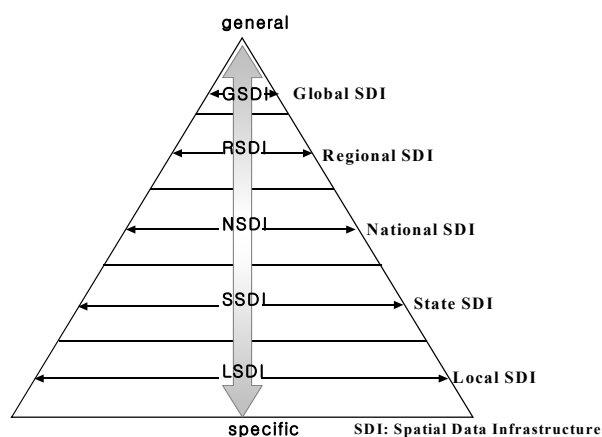 general
GSDI Global SDI
RSDI Regional SDI
NSDI National SDI
SSDI State SDI
LSDI Local SDI
specific SDI: Spatial Data Infrastructure